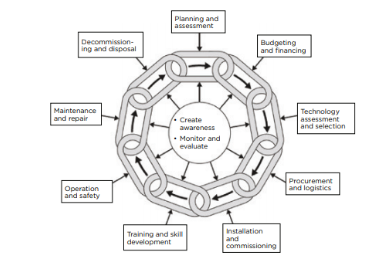 Planning and
assessment
Budgeting
and financing
Technology
assessment
and selection
Procurement
and logistics
Installation
and
commissioning
Training and skill
development
Operation
and safety
Maintenance
and repair
Decommission-
ing and disposal
• Create
awareness
• Monitor and
evaluate